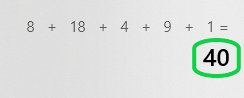 8 + 18 + 4 + 9 + 1 =
40